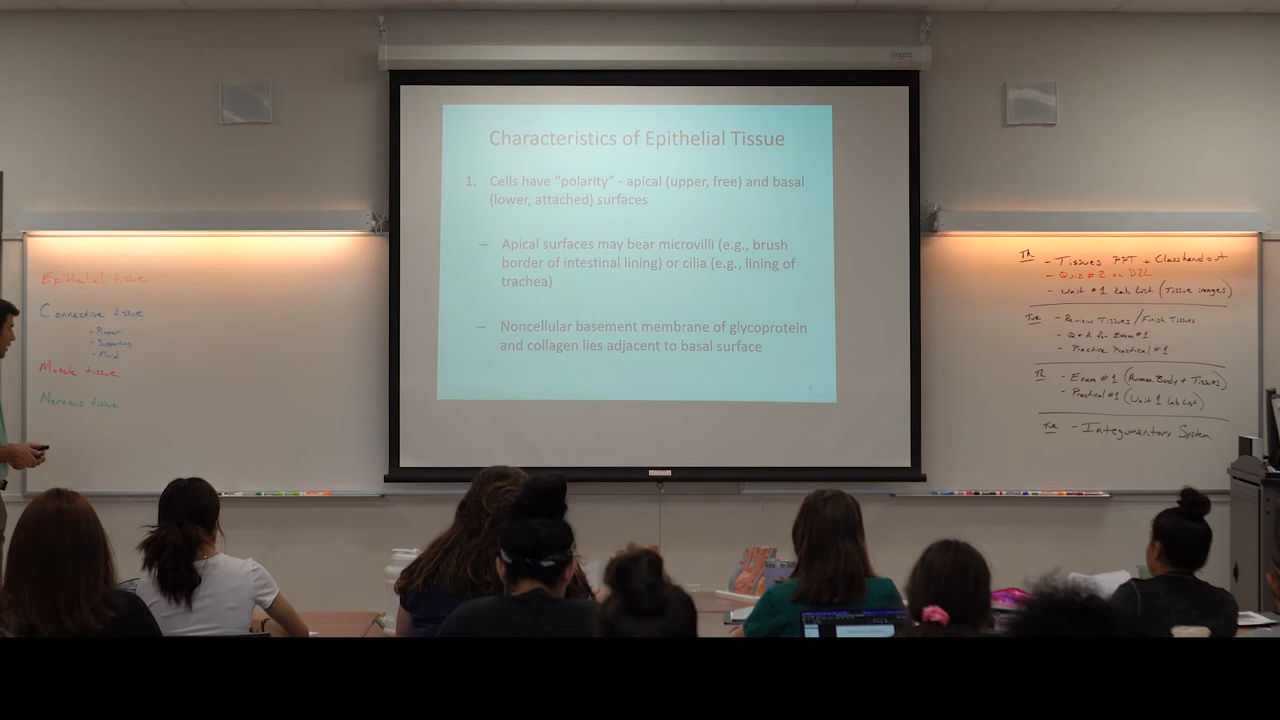 Characteristics of Epithelial Tissue
1. Cells have "polarity" - apical (upper, free) and basal
(lower, attached) surfaces
– Apical surfaces may bear microvilli (e.g., brush
border of intestinal lining) or cilia (e.g., lining of
trachea)
– Noncellular basement membrane of glycoprotein
and collagen lies adjacent to basal surface
Epithelial tissue
Connective tissue
- Proper
- Supporting
- Fluid
Muscle tissue
Nervous tissue
Th - Tissues PPT + Class handout
- Quiz #2 on D2L
- Unit #1 Lab List (Tissue images)
Tue - Review Tissues / Finish Tissues
- Q + A for Exam #1
- Practice Practical #1
Th - Exam #1 (Human Body + Tissues)
- Practical #1 (Unit 1 Lab List)
Tue - Integumentary System